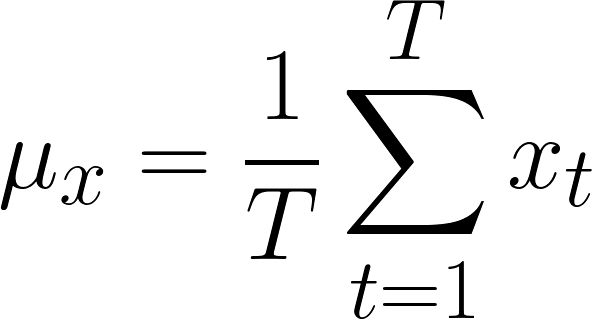 μ_x = \frac{1}{T} \sum_{t=1}^{T} x_t